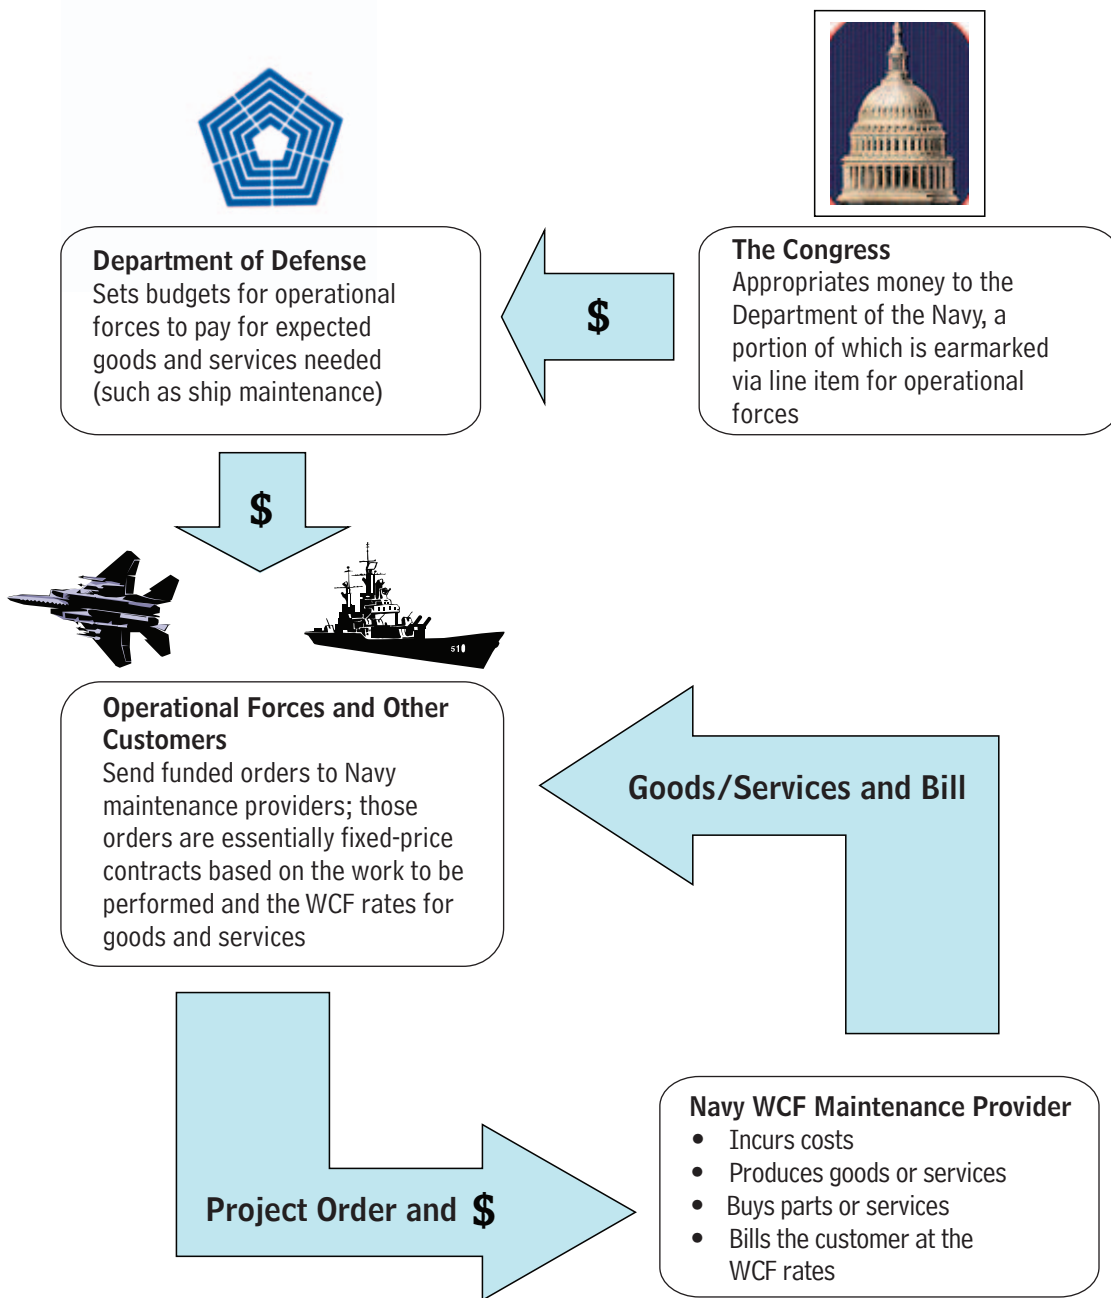 Department of Defense
Sets budgets for operational
forces to pay for expected
goods and services needed
(such as ship maintenance)
$
The Congress
Appropriates money to the
Department of the Navy, a
portion of which is earmarked
via line item for operational
forces
$
510
Operational Forces and Other
Customers
Send funded orders to Navy
maintenance providers; those
orders are essentially fixed-price
contracts based on the work to be
performed and the WCF rates for
goods and services
Goods/Services and Bill
Project Order and $
Navy WCF Maintenance Provider
• Incurs costs
• Produces goods or services
• Buys parts or services
• Bills the customer at the
WCF rates